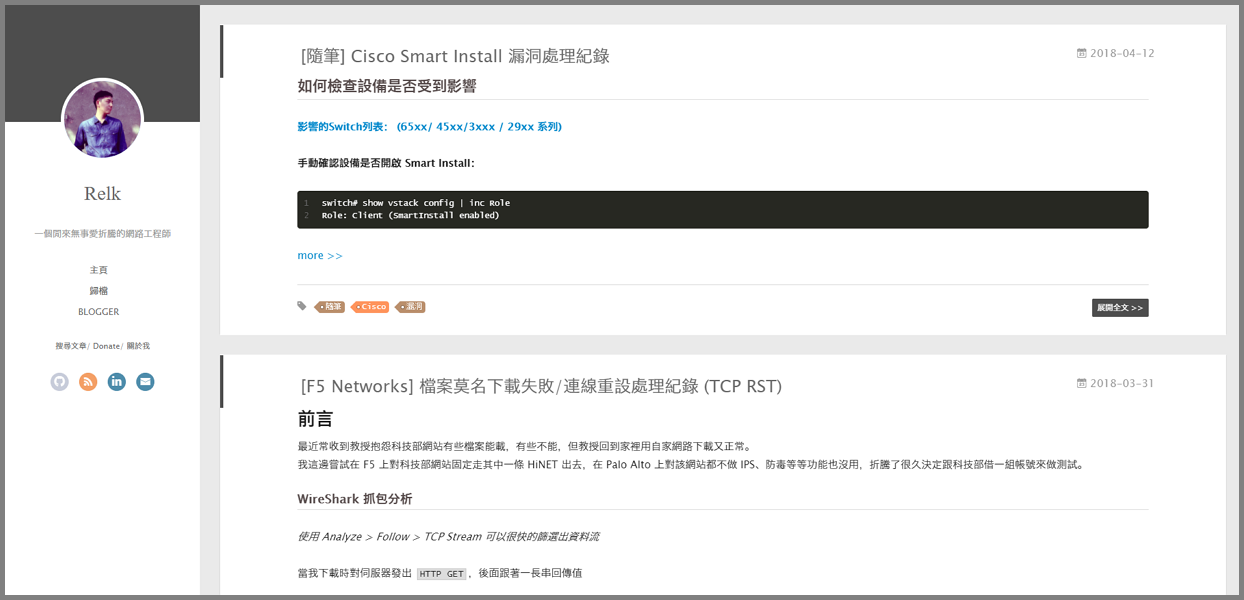 Relk
一個閒來無事愛折騰的網路工程師
主頁
歸檔
BLOGGER
搜尋文章/ Donate/ 關於我
[隨筆] Cisco Smart Install 漏洞處理紀錄
2018-04-12
如何檢查設備是否受到影響
影響的Switch列表： (65xx/ 45xx/3xxx / 29xx 系列)
手動確認設備是否開啟 Smart Install：
1 switch# show vstack config | inc Role
2 Role: Client (SmartInstall enabled)
more >>
隨筆 Cisco 漏洞
展開全文 >>
[F5 Networks] 檔案莫名下載失敗/連線重設處理紀錄 (TCP RST)
2018-03-31
前言
最近常收到教授抱怨科技部網站有些檔案能載，有些不能，但教授回到家裡用自家網路下載又正常。
我這邊嘗試在 F5 上對科技部網站固定走其中一條 HiNET 出去，在 Palo Alto 上對該網站都不做 IPS、防毒等等功能也沒用，折騰了很久決定跟科技部借一組帳號來做測試。
WireShark 抓包分析
使用 Analyze > Follow > TCP Stream 可以很快的篩選出資料流
當我下載時對伺服器發出 HTTP GET ，後面跟著一長串回傳值